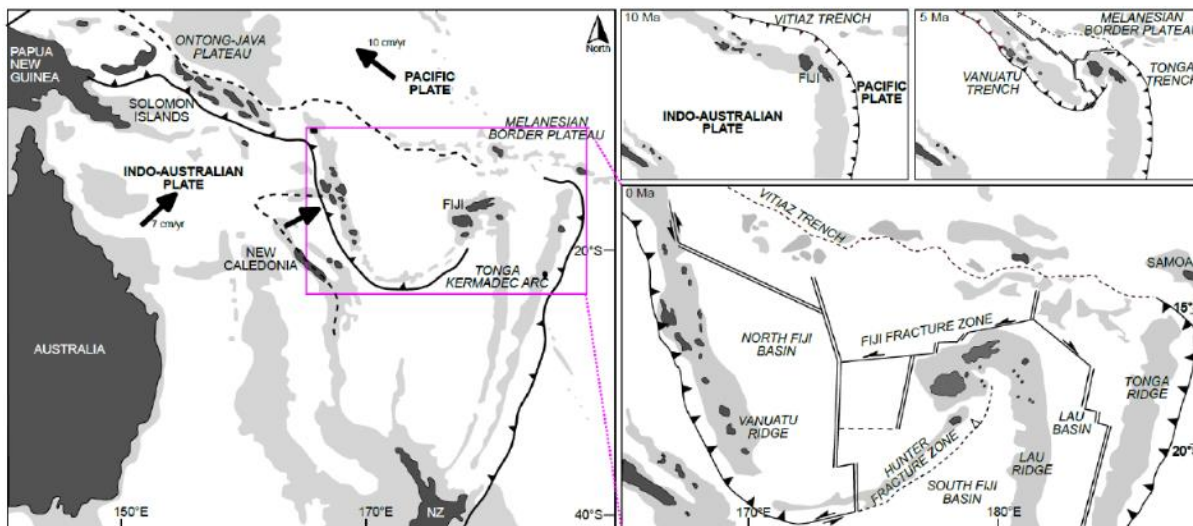 PAPUA
NEW
GUINEA
ONTONG-JAVA
PLATEAU
10 cm/yr
PACIFIC
PLATE
North
SOLOMON
ISLANDS
MELANESIAN
BORDER PLATEAU
INDO-AUSTRALIAN
PLATE
7 cm/yr
FIJI
NEW
CALEDONIA
20°S
TONGA
KERMADEC ARC
AUSTRALIA
NZ
150°E
170°E
40°S
10 Ma
VITIAZ TRENCH
FIJI
PACIFIC
PLATE
INDO-AUSTRALIAN
PLATE
5 Ma
MELANESIAN
BORDER PLATEAU
VANUATU
TRENCH
TONGA
TRENCH
0 Ma
VITIAZ TRENCH
SAMOA
15°
FIJI FRACTURE ZONE
NORTH FIJI
BASIN
TONGA
RIDGE
VANUATU
RIDGE
LAU
BASIN
HUNTER
FRACTURE ZONE
LAU
RIDGE
20°
SOUTH FIJI
BASIN
170°E
180°E